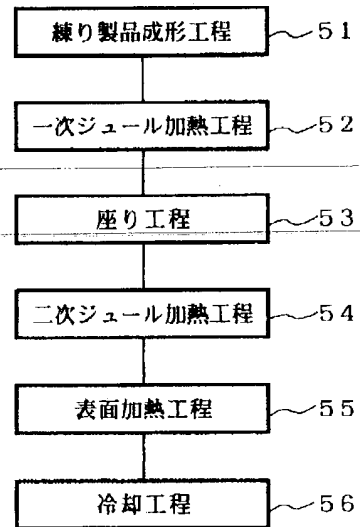 練り製品成形工程 51
一次ジュール加熱工程 52
座り工程 53
二次ジュール加熱工程 54
表面加熱工程 55
冷却工程 56